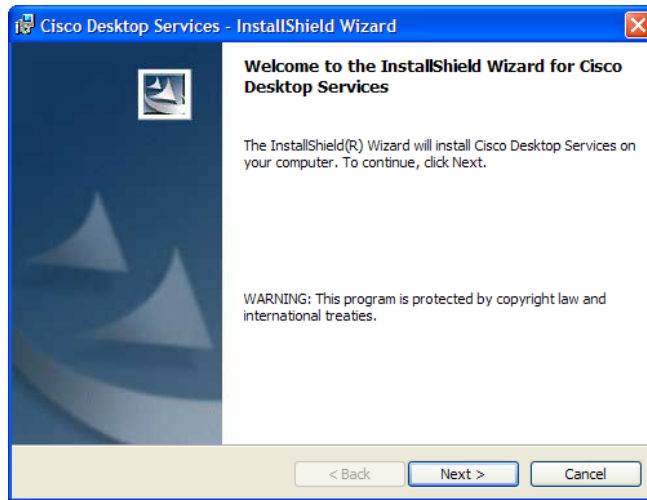 Cisco Desktop Services - InstallShield Wizard
Welcome to the InstallShield Wizard for Cisco
Desktop Services
The InstallShield(R) Wizard will install Cisco Desktop Services on
your computer. To continue, click Next.
WARNING: This program is protected by copyright law and
international treaties.
< Back
Next >
Cancel